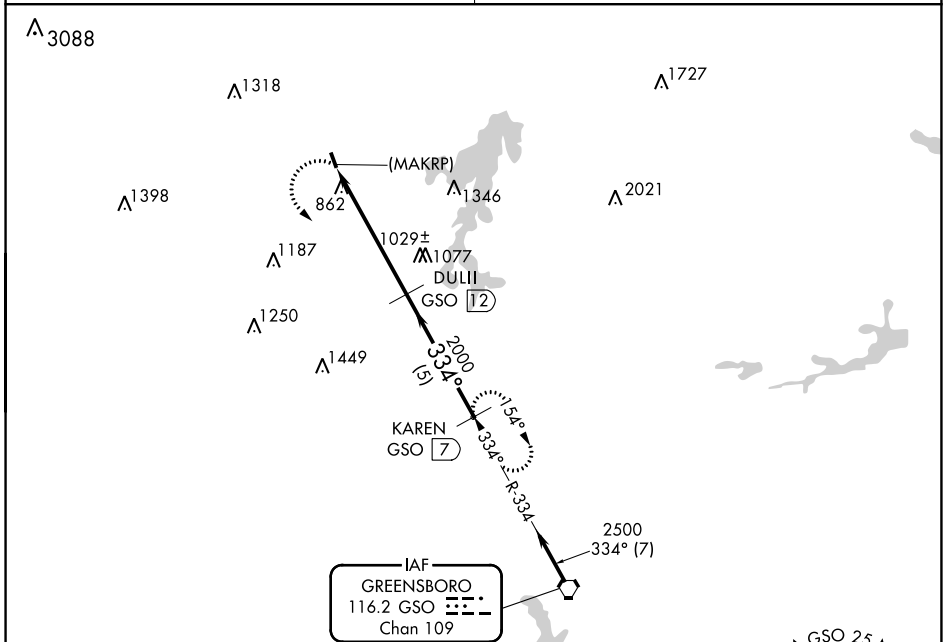 3088
1318
1727
(MAKRP)
1398
862
1346
2021
1187
1029±
1077
DULII
GSO 12
1250
2000
334°
(5)
1449
154°
KAREN
GSO 7
334°
R-334
2500
334° (7)
IAF
GREENSBORO
116.2 GSO
Chan 109
GSO 25